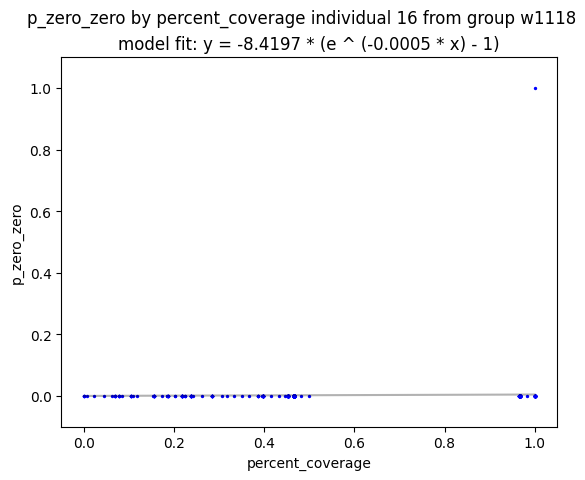 p_zero_zero by percent_coverage individual 16 from group w1118
model fit: y = -8.4197 * (e ^ (-0.0005 * x) - 1)
1.0
0.8
0.6
0.4
0.2
0.0
p_zero_zero
0.0 0.2 0.4 0.6 0.8 1.0
percent_coverage